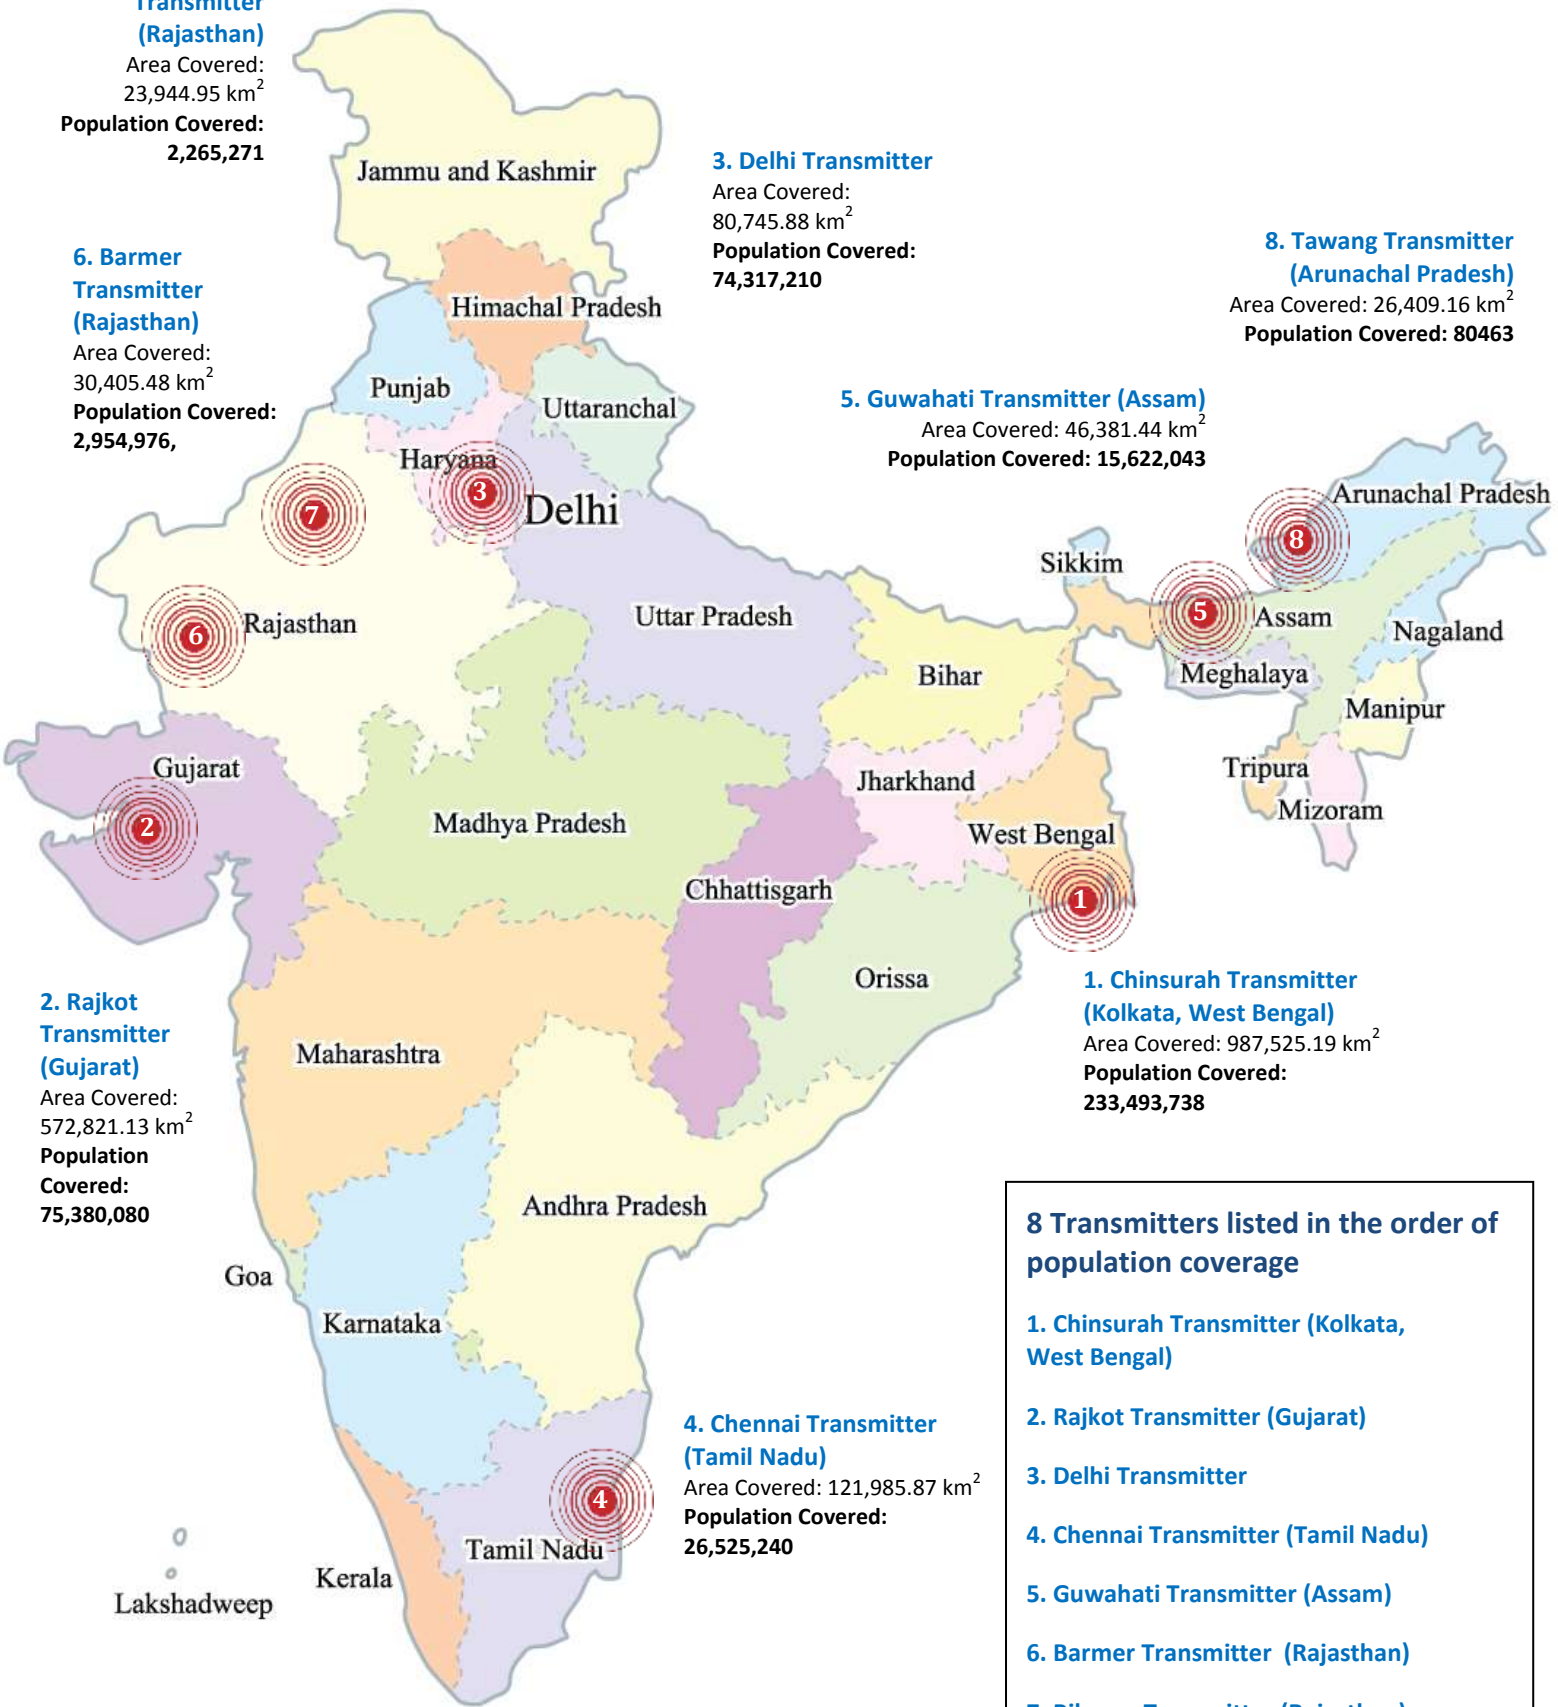 Transmitter
(Rajasthan)
Area Covered:
23,944.95 km²
Population Covered:
2,265,271
3. Delhi Transmitter
Area Covered:
80,745.88 km²
Population Covered:
74,317,210
6. Barmer
Transmitter
(Rajasthan)
Area Covered:
30,405.48 km²
Population Covered:
2,954,976,
8. Tawang Transmitter
(Arunachal Pradesh)
Area Covered: 26,409.16 km²
Population Covered: 80463
5. Guwahati Transmitter (Assam)
Area Covered: 46,381.44 km²
Population Covered: 15,622,043
Jammu and Kashmir
Himachal Pradesh
Punjab
Uttaranchal
Haryana
3
Delhi
7
Arunachal Pradesh
8
Sikkim
5
Assam
6
Rajasthan
Uttar Pradesh
Nagaland
Bihar
Meghalaya
Manipur
Gujarat
Jharkhand
Tripura
Mizoram
2
Madhya Pradesh
West Bengal
Chhattisgarh
1
Orissa
2. Rajkot
Transmitter
(Gujarat)
Area Covered:
572,821.13 km²
Population
Covered:
75,380,080
1. Chinsurah Transmitter
(Kolkata, West Bengal)
Area Covered: 987,525.19 km²
Population Covered:
233,493,738
Maharashtra
Andhra Pradesh
Goa
Karnataka
4. Chennai Transmitter
(Tamil Nadu)
Area Covered: 121,985.87 km²
Population Covered:
26,525,240
4
Tamil Nadu
Kerala
Lakshadweep
8 Transmitters listed in the order of
population coverage
1. Chinsurah Transmitter (Kolkata,
West Bengal)
2. Rajkot Transmitter (Gujarat)
3. Delhi Transmitter
4. Chennai Transmitter (Tamil Nadu)
5. Guwahati Transmitter (Assam)
6. Barmer Transmitter (Rajasthan)